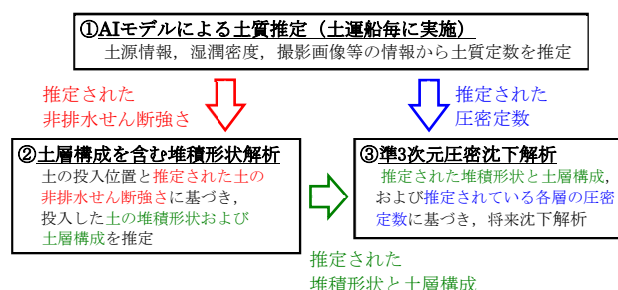 ①AIモデルによる土質推定（土運船毎に実施）
土源情報，湿潤密度，撮影画像等の情報から土質定数を推定
推定された
非排水せん断強さ
推定された
圧密定数
②土層構成を含む堆積形状解析
土の投入位置と推定された土の
非排水せん断強さに基づき，
投入した土の堆積形状および
土層構成を推定
③準3次元圧密沈下解析
推定された堆積形状と土層構成，
および推定されている各層の圧密
定数に基づき，将来沈下解析
推定された
堆積形状と土層構成